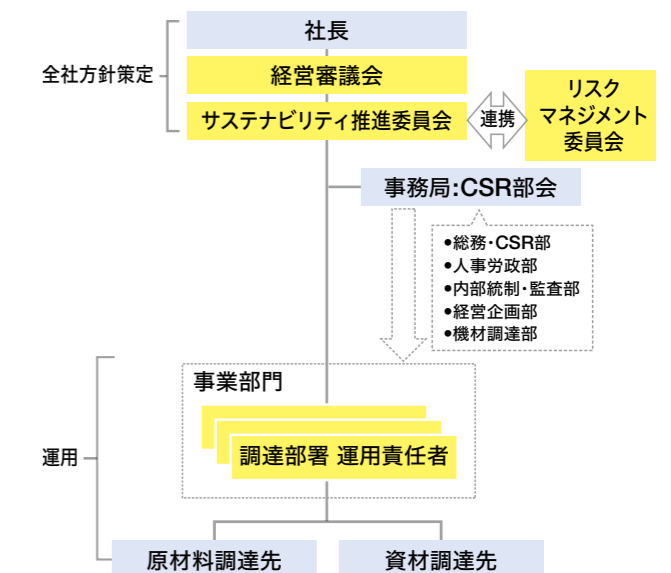 社長
全社方針策定
経営審議会
サステナビリティ推進委員会
連携
リスク
マネジメント
委員会
事務局:CSR部会
●総務・CSR部
●人事労政部
●内部統制・監査部
●経営企画部
●機材調達部
事業部門
調達部署 運用責任者
運用
原材料調達先
資材調達先